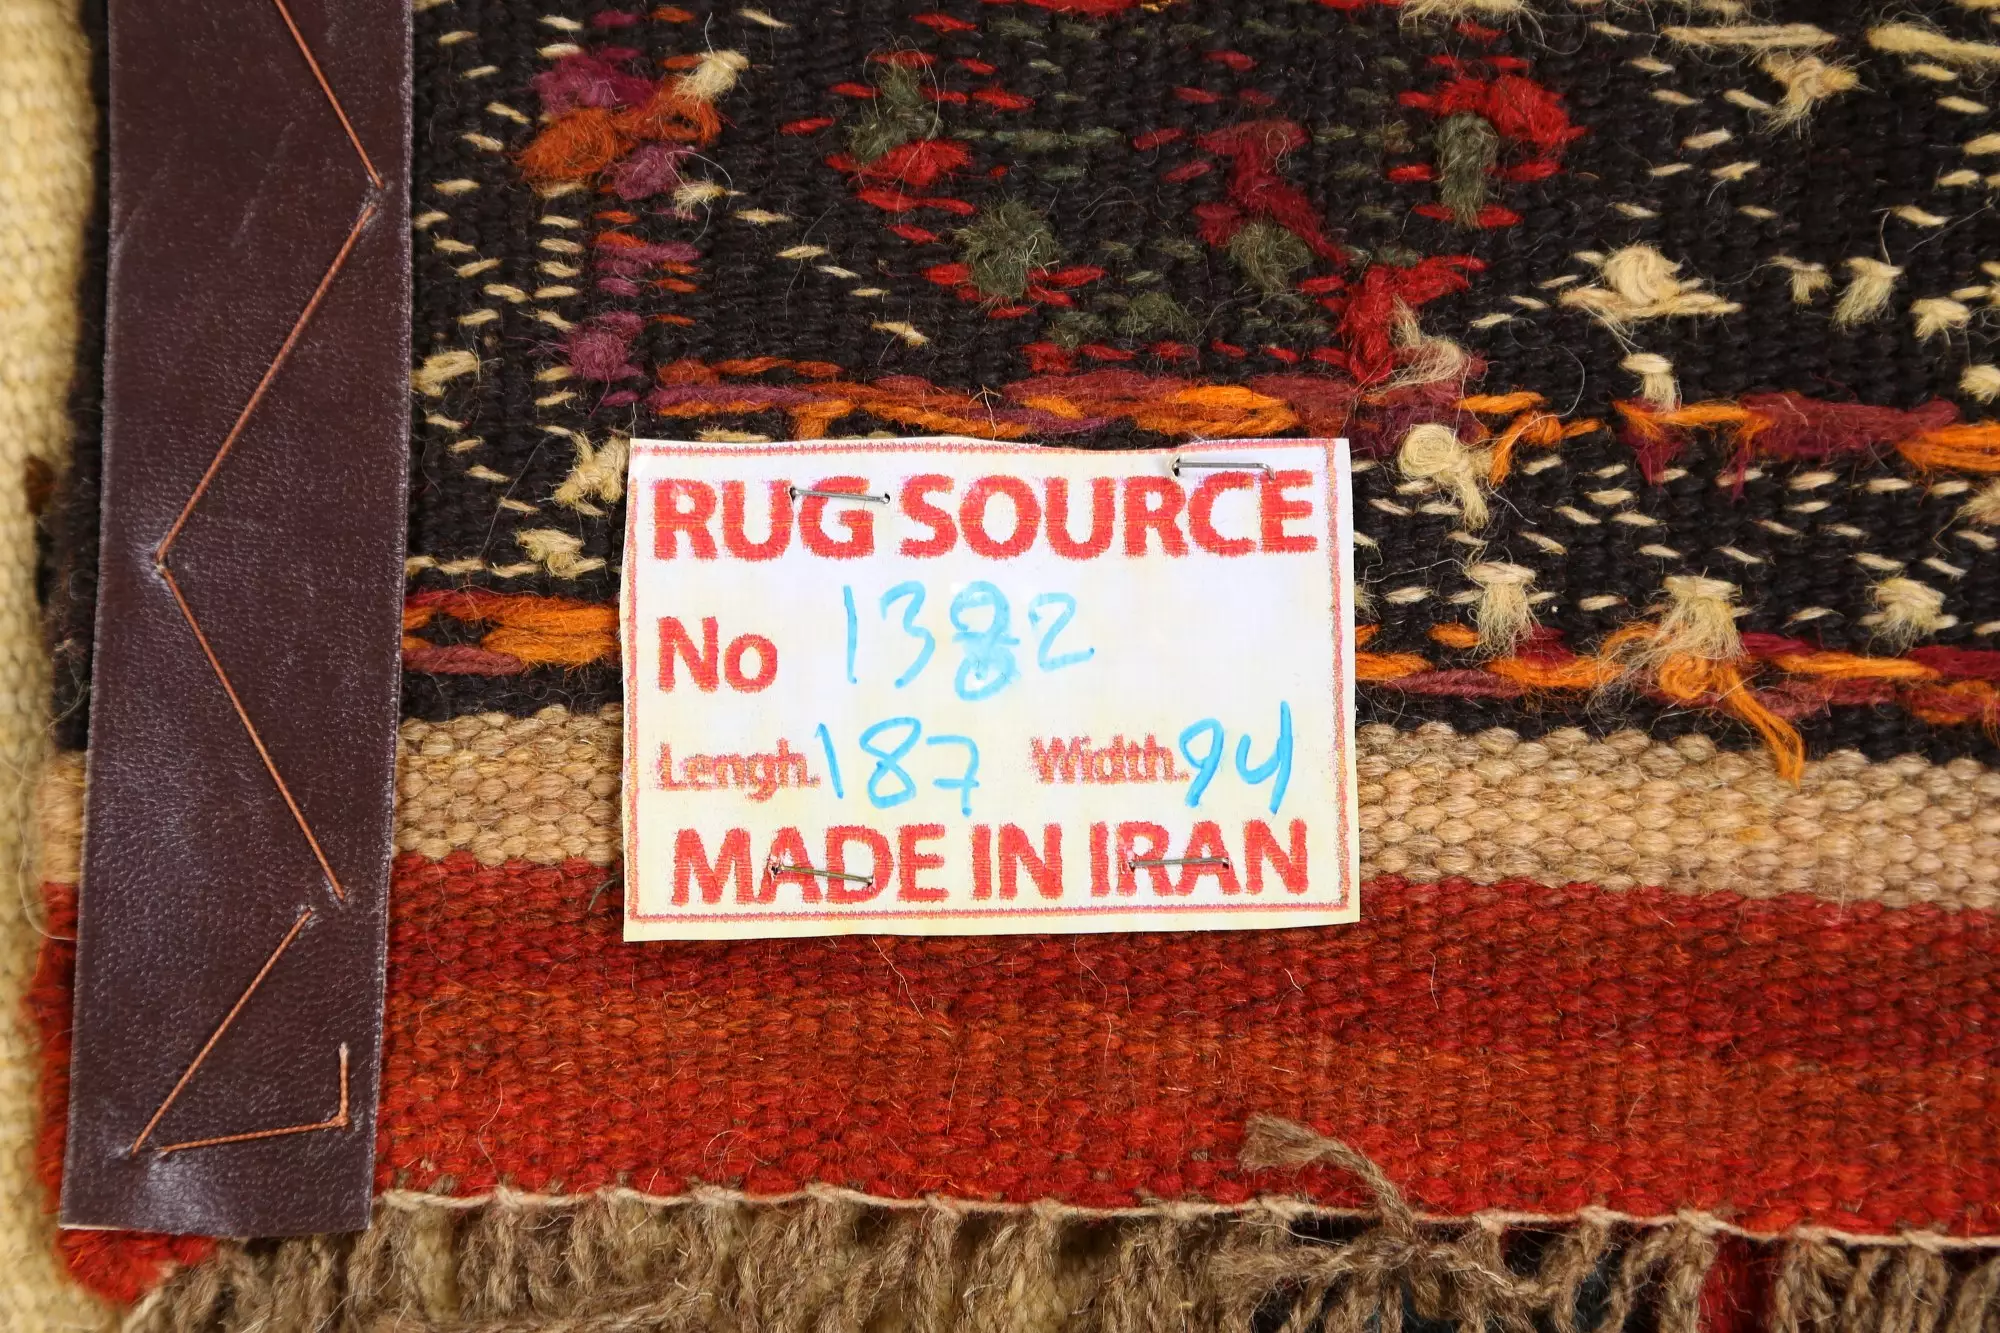 RUG SOURCE
No 1382
Lengh. 187 Width. 94
MADE IN IRAN